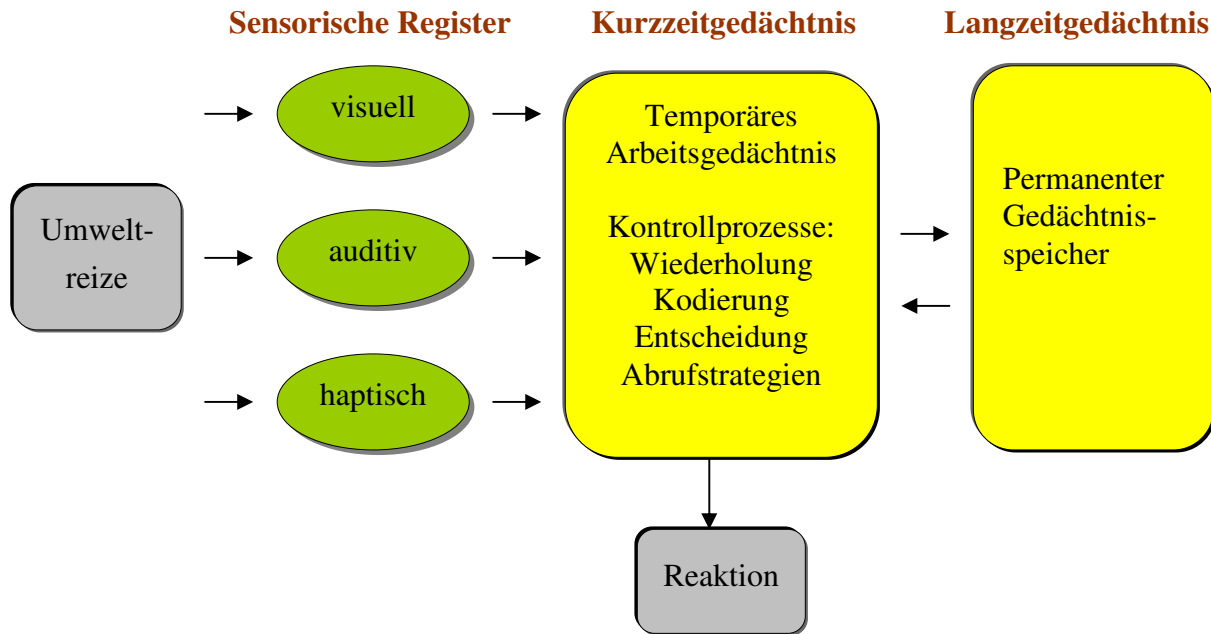 Sensorische Register
Kurzzeitgedächtnis
Langzeitgedächtnis
Umwelt-
reize
visuell
auditiv
haptisch
Temporäres
Arbeitsgedächtnis
Kontrollprozesse:
Wiederholung
Kodierung
Entscheidung
Abrufstrategien
Permanenter
Gedächtnis-
speicher
Reaktion